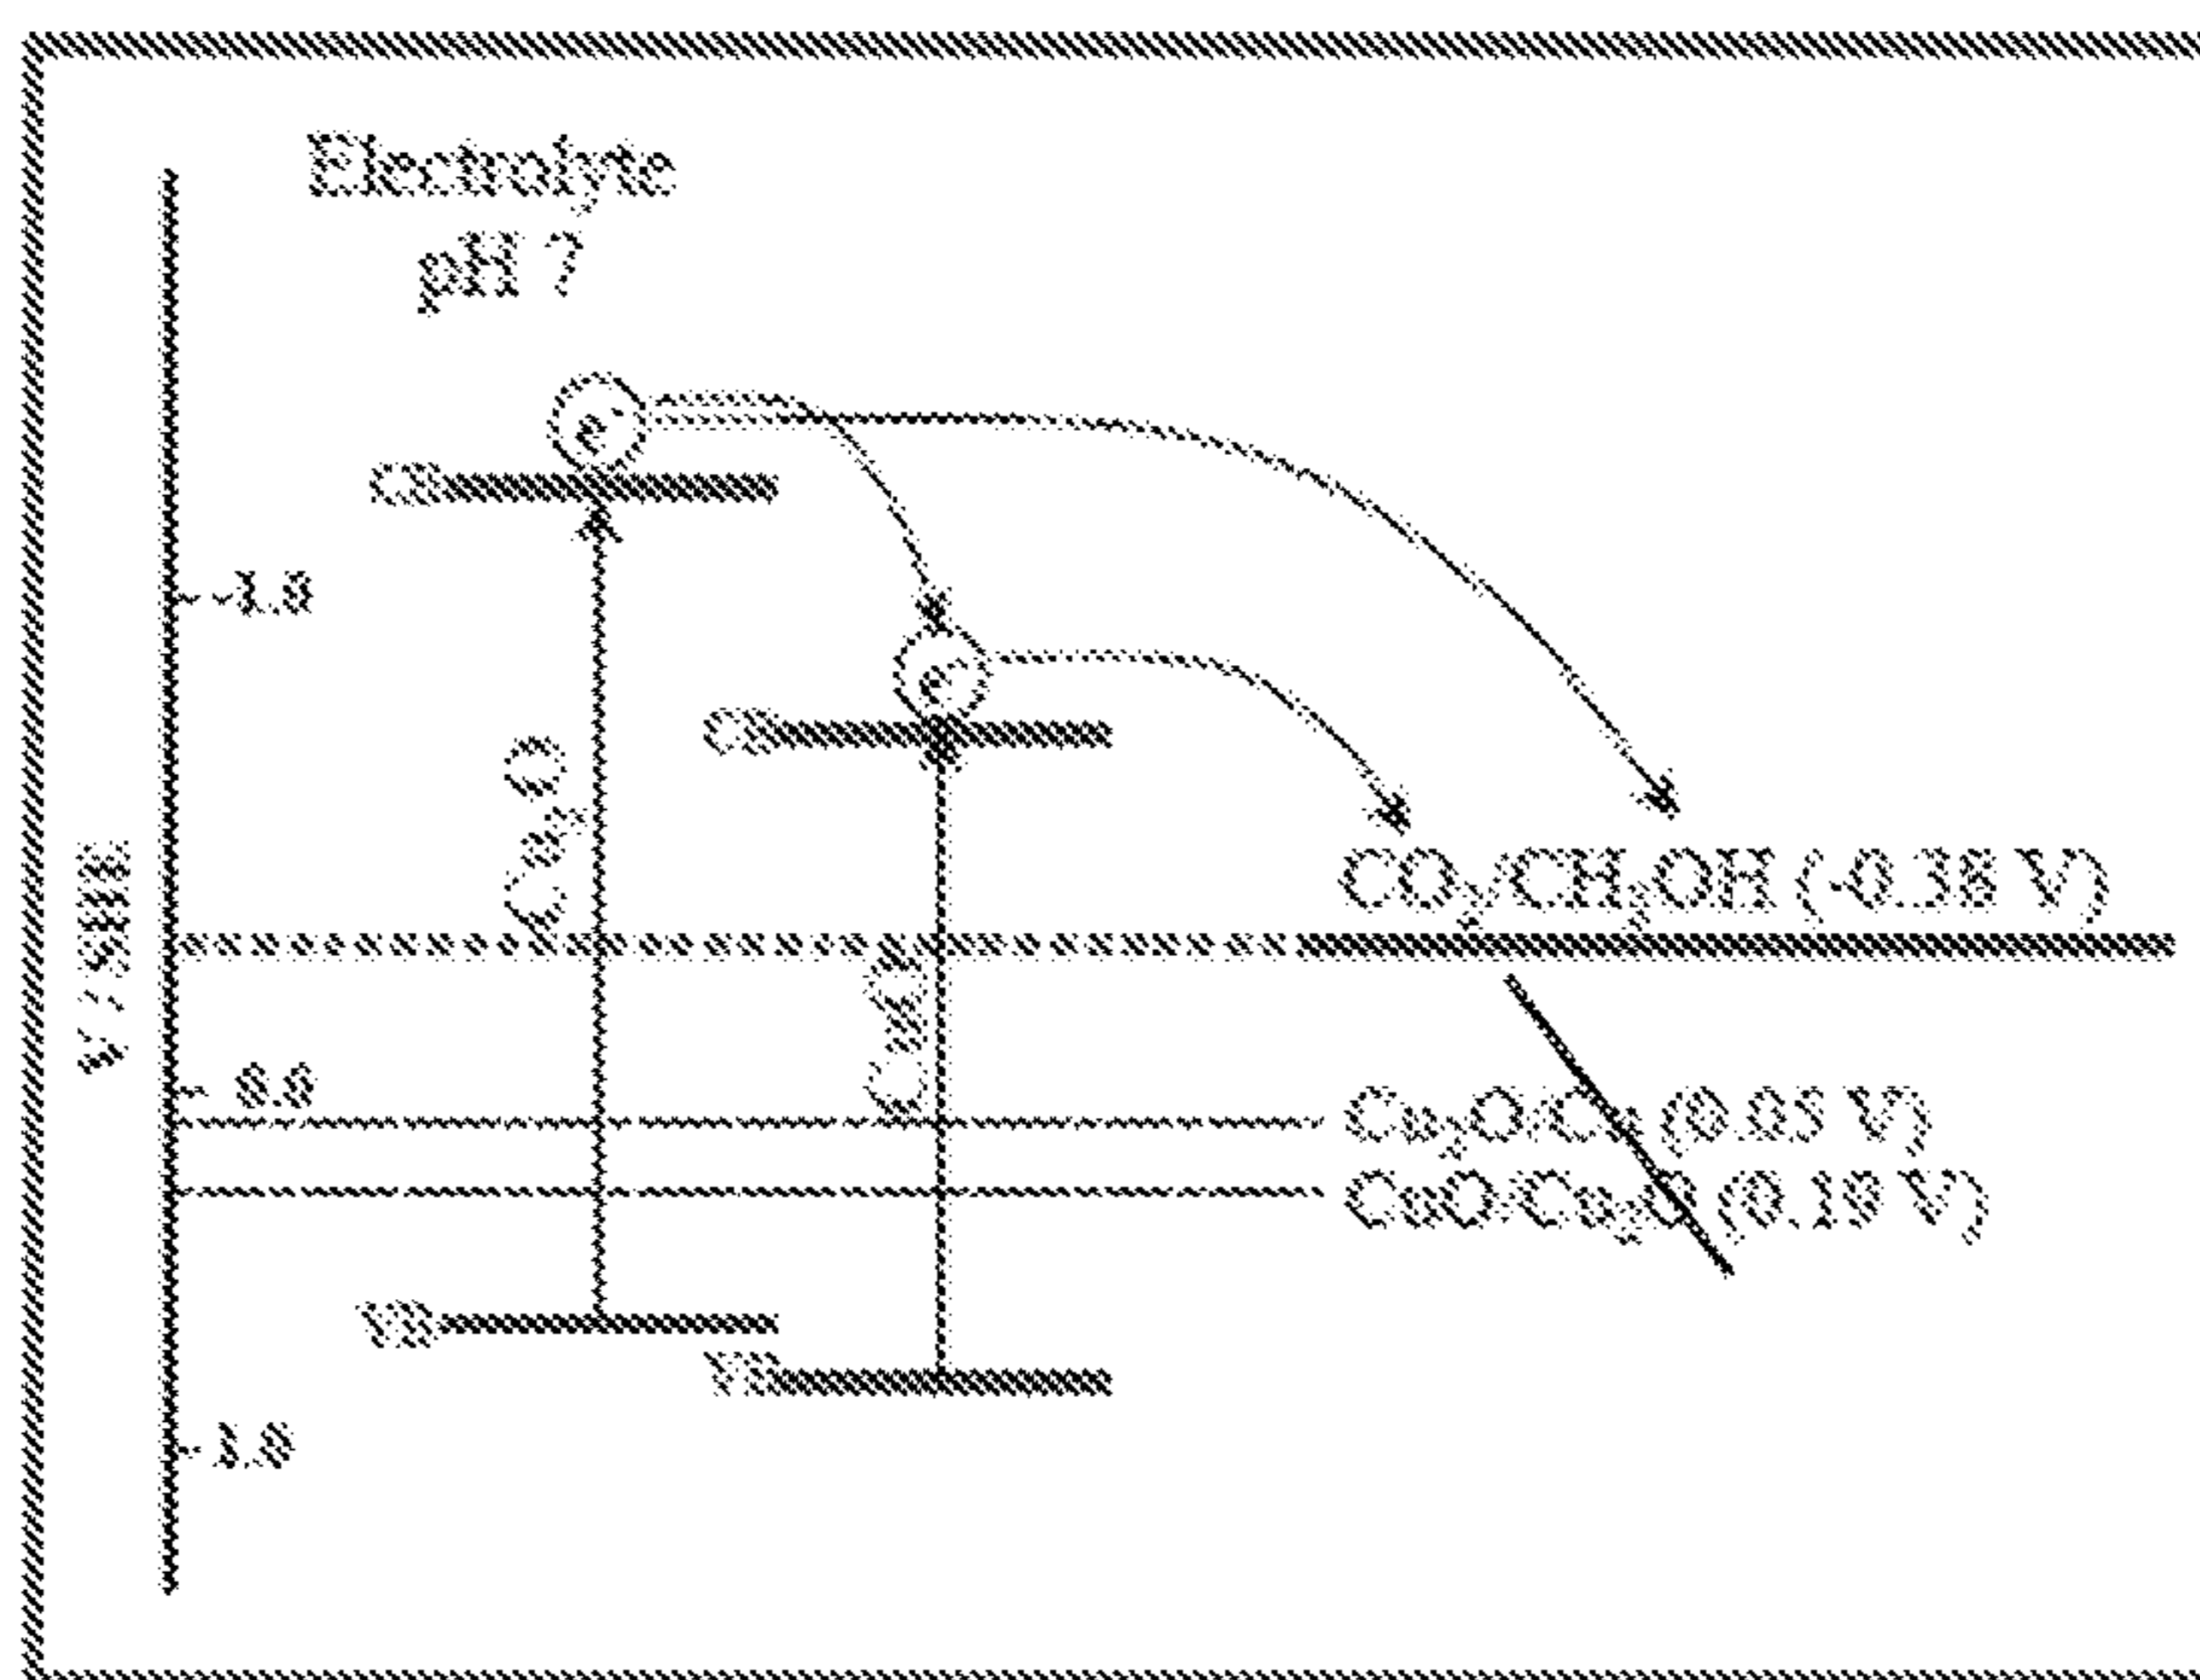 Electrolyte
pH 7
e-
CB
-1.0
e-
CB
Cu2O
CuO
V / SHE
CO2/CH3OH (-0.38 V)
0.0
Cu2O/Cu (0.05 V)
CuO/Cu2O (0.10 V)
VB
VB
1.0